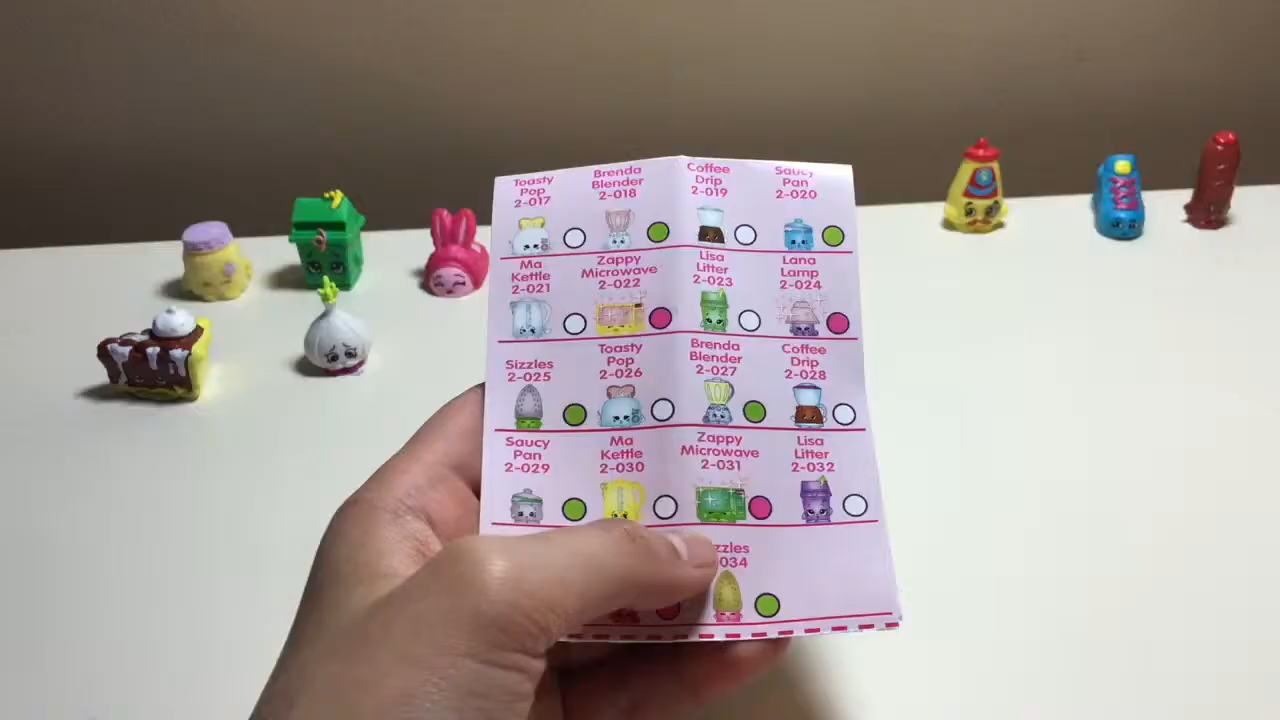 Toasty
Pop
2-017
Brenda
Blender
2-018
Coffee
Drip
2-019
Saucy
Pan
2-020
Ma
Kettle
2-021
Zappy
Microwave
2-022
Lisa
Litter
2-023
Lana
Lamp
2-024
Sizzles
2-025
Toasty
Pop
2-026
Brenda
Blender
2-027
Coffee
Drip
2-028
Saucy
Pan
2-029
Ma
Kettle
2-030
Zappy
Microwave
2-031
Lisa
Litter
2-032
zzles
034